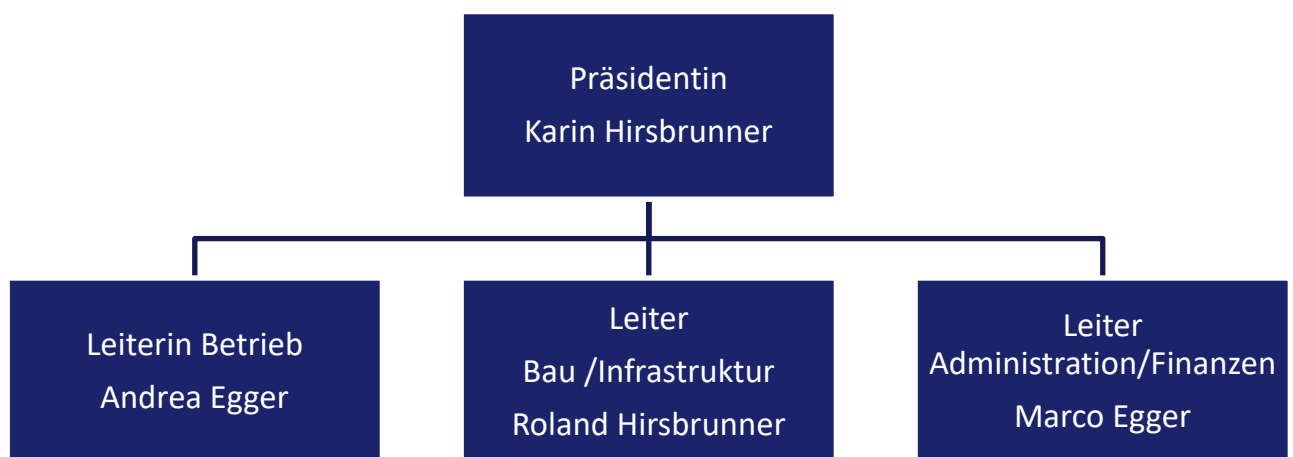 Präsidentin
Karin Hirsbrunner
Leiterin Betrieb
Andrea Egger
Leiter
Bau /Infrastruktur
Roland Hirsbrunner
Leiter
Administration/Finanzen
Marco Egger